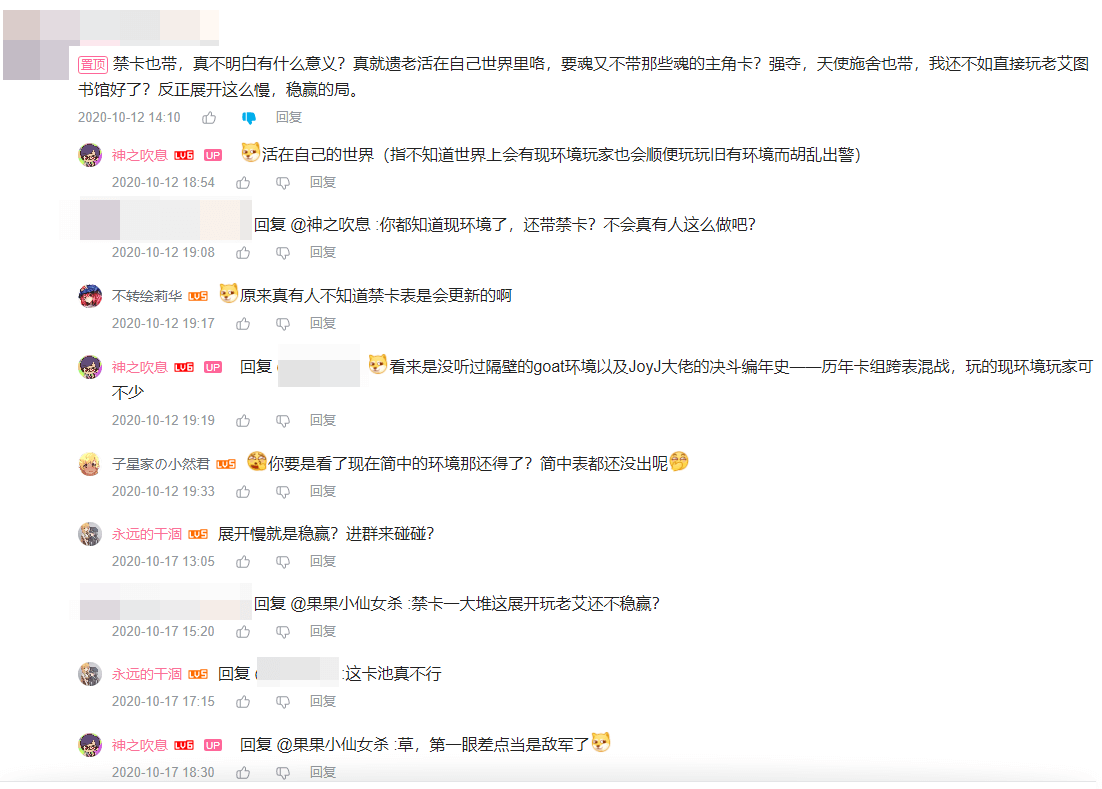 置顶 禁卡也带，真不明白有什么意义？真就遗老活在自己世界里咯，要魂又不带那些魂的主角卡？强夺，天使施舍也带，我还不如直接玩老艾图
书馆好了？反正展开这么慢，稳赢的局。
2020-10-12 14:10 回复
神之吹息 LV6 UP 活在自己的世界（指不知道世界上会有现环境玩家也会顺便玩玩旧有环境而胡乱出警）
2020-10-12 18:54 回复
回复 @神之吹息 :你都知道现环境了，还带禁卡？不会真有人这么做吧？
2020-10-12 19:08 回复
不转绘莉华 LV5 原来真有人不知道禁卡表是会更新的啊
2020-10-12 19:17 回复
神之吹息 LV6 UP 回复 看来是没听过隔壁的goat环境以及JoyJ大佬的决斗编年史——历年卡组跨表混战，玩的现环境玩家可
不少
2020-10-12 19:19 回复
子星家の小然君 LV5 你要是看了现在简中的环境那还得了？简中表都还没出呢
2020-10-12 19:33 回复
永远的干涸 LV5 展开慢就是稳赢？进群来碰碰？
2020-10-17 13:05 回复
回复 @果果小仙女杀 :禁卡一大堆这展开玩老艾还不稳赢？
2020-10-17 15:20 回复
永远的干涸 LV5 回复 :这卡池真不行
2020-10-17 17:15 回复
神之吹息 LV6 UP 回复 @果果小仙女杀 :草，第一眼差点当是敌军了
2020-10-17 18:30 回复